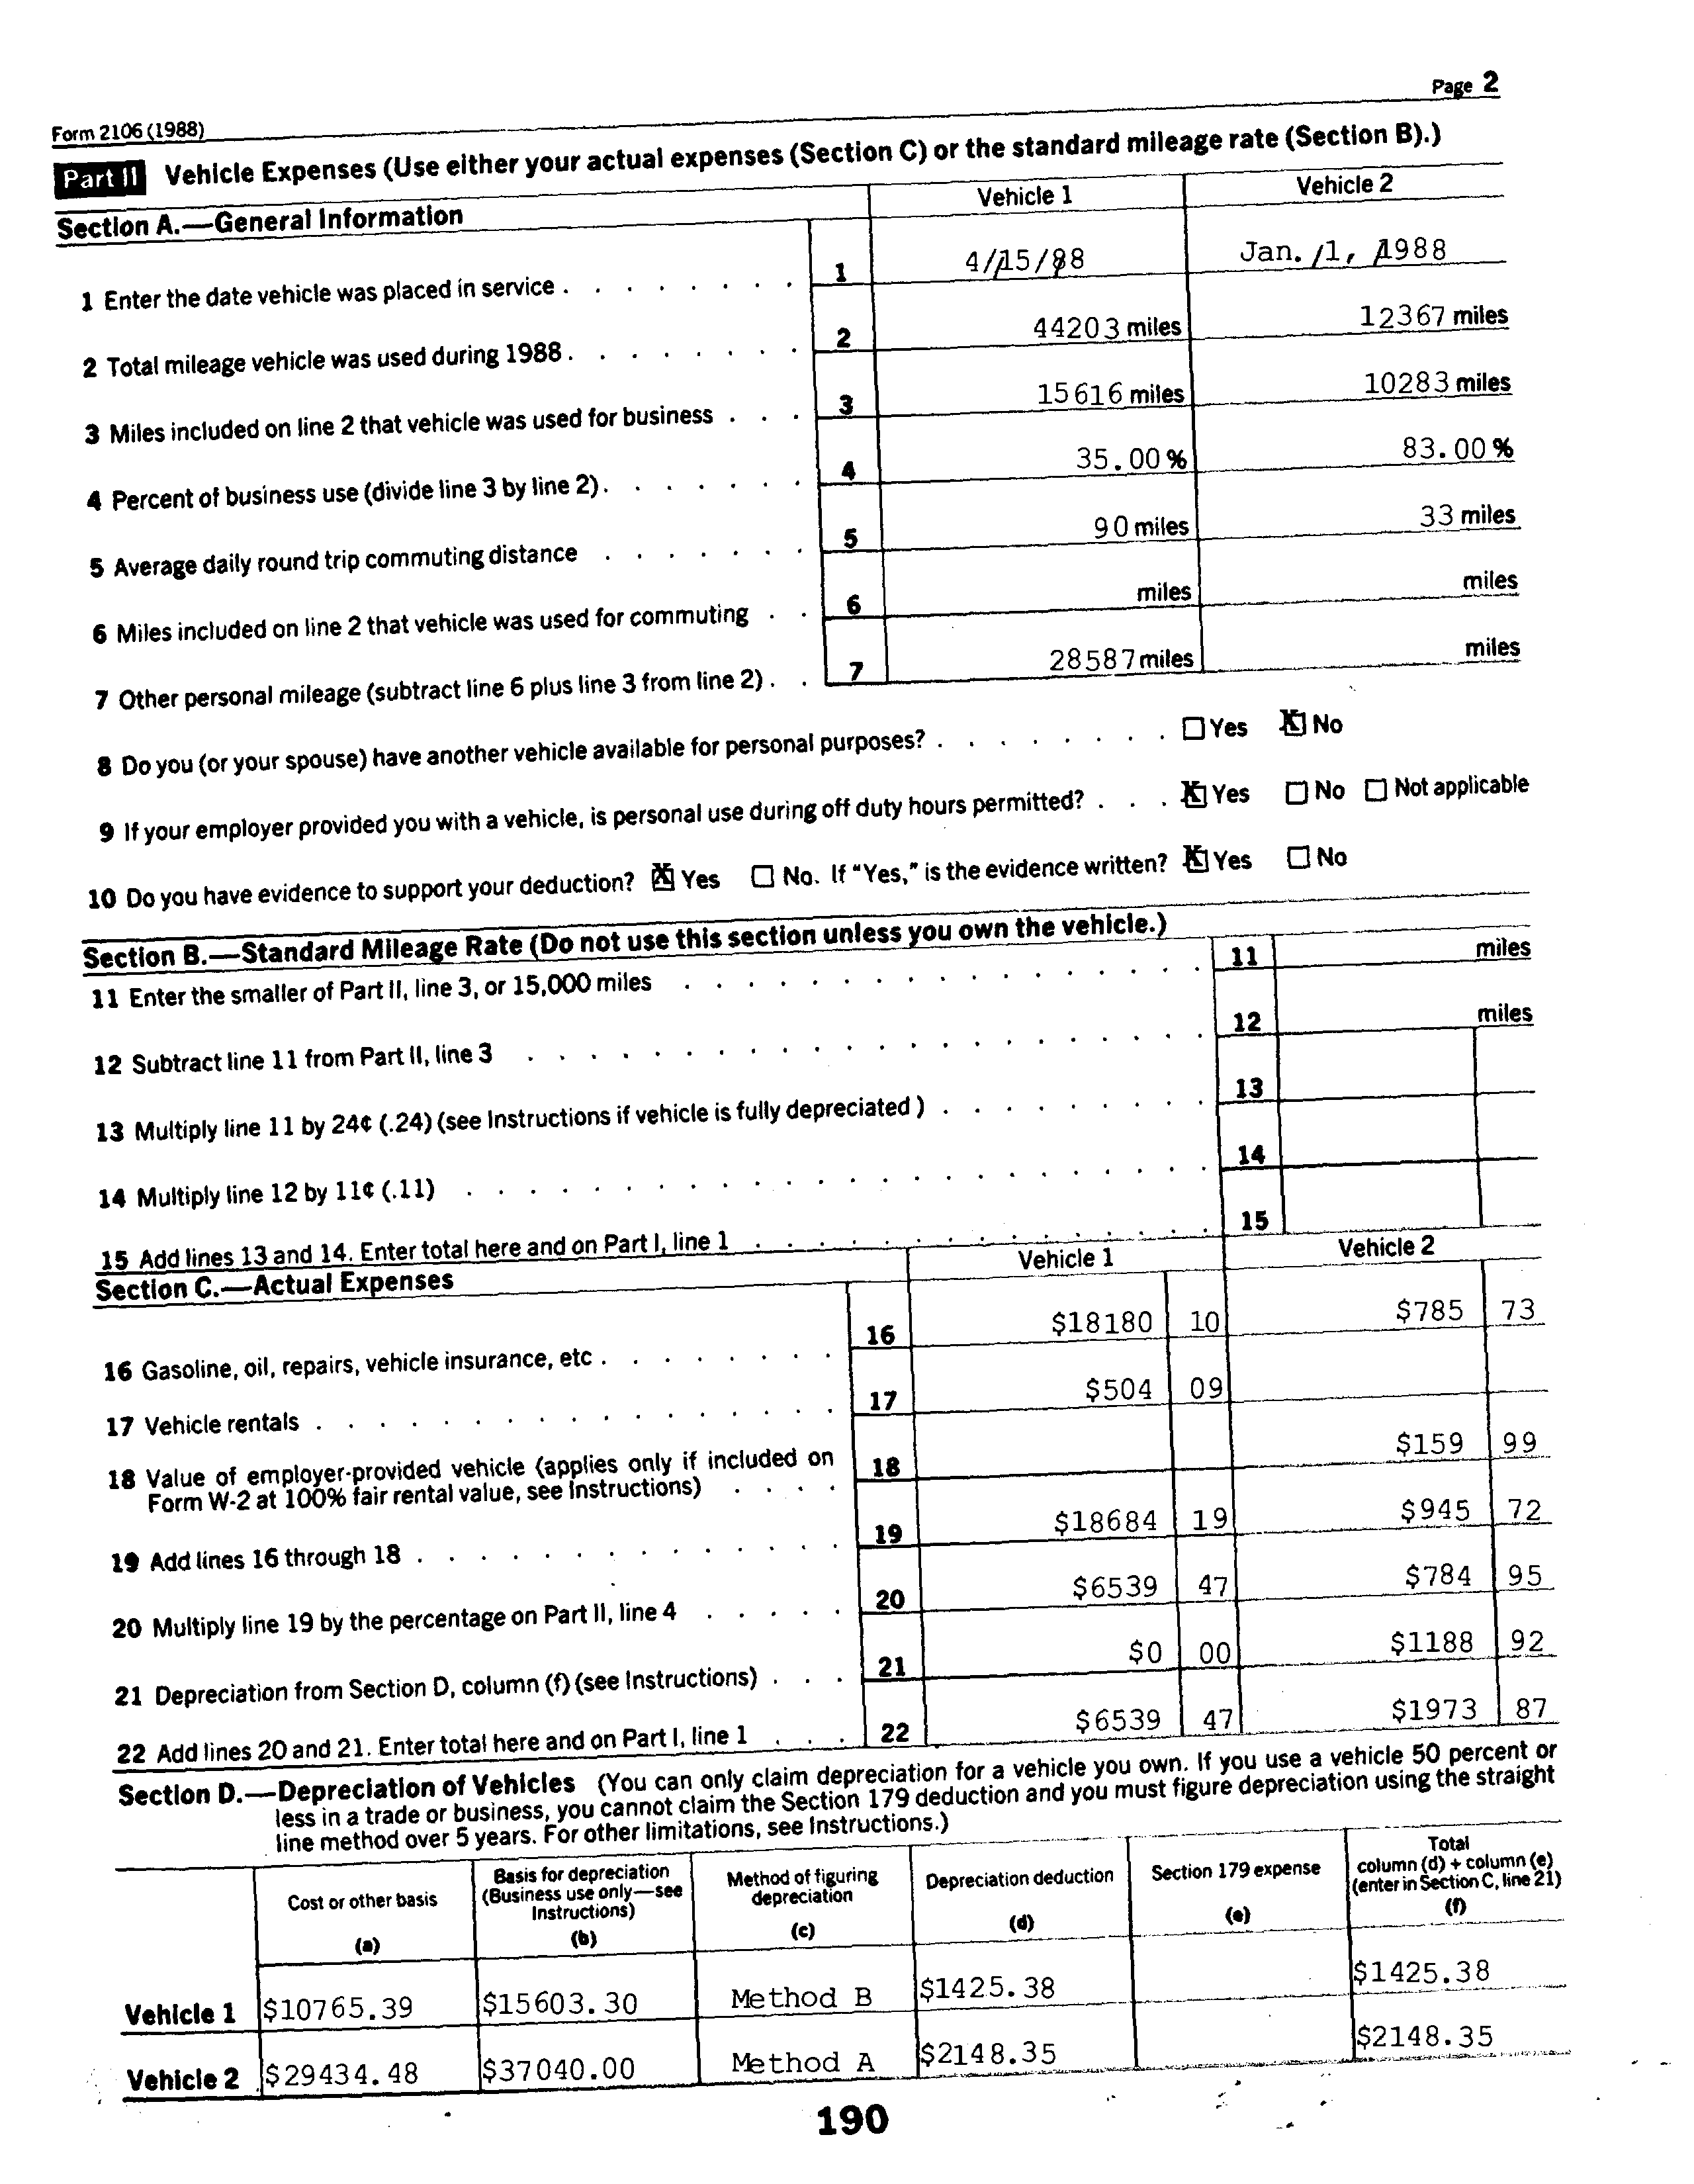 Page 2
Form 2106 (1988)
Part II Vehicle Expenses (Use either your actual expenses (Section C) or the standard mileage rate (Section B).)
Section A.—General Information Vehicle 1 Vehicle 2
1 Enter the date vehicle was placed in service . . . . . . . . 1 4/15/88 Jan. 1, 1988
2 Total mileage vehicle was used during 1988 . . . . . . . . 2 44203 miles 12367 miles
3 Miles included on line 2 that vehicle was used for business . . . 3 15616 miles 10283 miles
4 Percent of business use (divide line 3 by line 2) . . . . . . . 4 35.00 % 83.00 %
5 Average daily round trip commuting distance . . . . . . . 5 90 miles 33 miles
6 Miles included on line 2 that vehicle was used for commuting . . 6 miles miles
7 Other personal mileage (subtract line 6 plus line 3 from line 2) . . 7 28587 miles miles
8 Do you (or your spouse) have another vehicle available for personal purposes? . . . . . . . . Yes X No
9 If your employer provided you with a vehicle, is personal use during off duty hours permitted? . . . X Yes No Not applicable
10 Do you have evidence to support your deduction? X Yes No. If "Yes," is the evidence written? X Yes No
Section B.—Standard Mileage Rate (Do not use this section unless you own the vehicle.)
11 Enter the smaller of Part II, line 3, or 15,000 miles . . . . . . . . . . . . . 11 miles
12 Subtract line 11 from Part II, line 3 . . . . . . . . . . . . . . . . . 12 miles
13 Multiply line 11 by 24¢ (.24) (see Instructions if vehicle is fully depreciated ) . . . . . . . . . 13
14 Multiply line 12 by 11¢ (.11) . . . . . . . . . . . . . . . . . . 14
15 Add lines 13 and 14. Enter total here and on Part I, line 1 . . . . . . . . . . . . . . 15
Section C.—Actual Expenses Vehicle 1 Vehicle 2
16 Gasoline, oil, repairs, vehicle insurance, etc . . . . . . . . 16 $18180 10 $785 73
17 Vehicle rentals . . . . . . . . . . . . . . . . . 17 $504 09
18 Value of employer-provided vehicle (applies only if included on
Form W-2 at 100% fair rental value, see Instructions) . . . . 18 $159 99
19 Add lines 16 through 18 . . . . . . . . . . . . . . 19 $18684 19 $945 72
20 Multiply line 19 by the percentage on Part II, line 4 . . . . . 20 $6539 47 $784 95
21 Depreciation from Section D, column (f) (see Instructions) . . . 21 $0 00 $1188 92
22 Add lines 20 and 21. Enter total here and on Part I, line 1 . . . 22 $6539 47 $1973 87
Section D.—Depreciation of Vehicles (You can only claim depreciation for a vehicle you own. If you use a vehicle 50 percent or
less in a trade or business, you cannot claim the Section 179 deduction and you must figure depreciation using the straight
line method over 5 years. For other limitations, see Instructions.)
Cost or other basis (a) Basis for depreciation (Business use only—see Instructions) (b) Method of figuring depreciation (c) Depreciation deduction (d) Section 179 expense (e) Total column (d) + column (e) (enter in Section C, line 21) (f)
Vehicle 1 $10765.39 $15603.30 Method B $1425.38 $1425.38
Vehicle 2 $29434.48 $37040.00 Method A $2148.35 $2148.35
190